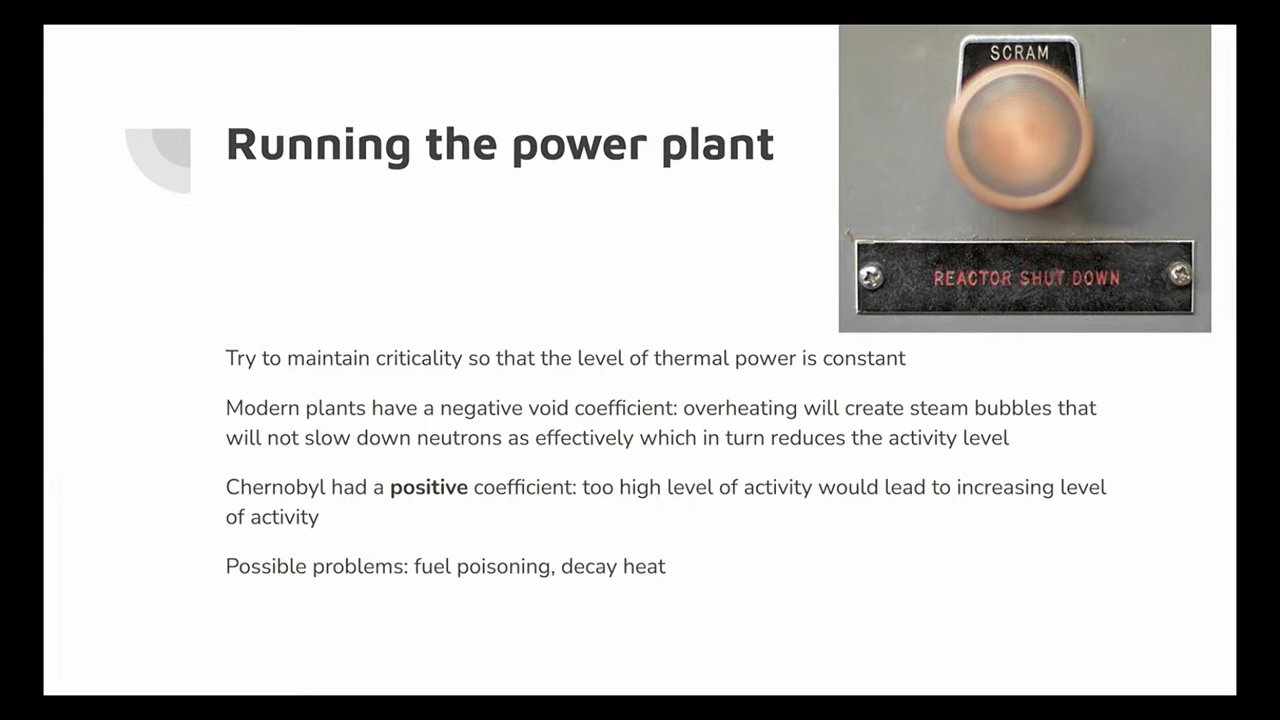 SCRAM
Running the power plant
REACTOR SHUT DOWN
Try to maintain criticality so that the level of thermal power is constant
Modern plants have a negative void coefficient: overheating will create steam bubbles that
will not slow down neutrons as effectively which in turn reduces the activity level
Chernobyl had a positive coefficient: too high level of activity would lead to increasing level
of activity
Possible problems: fuel poisoning, decay heat